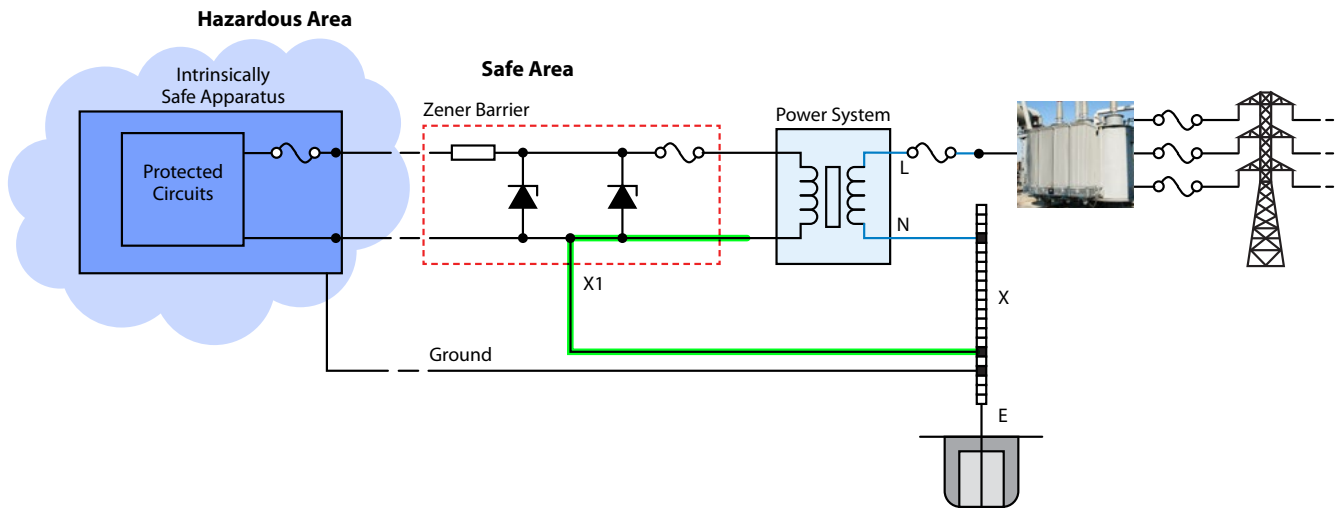 Hazardous Area
Safe Area
Intrinsically
Safe Apparatus
Zener Barrier
Power System
Protected
Circuits
L
N
X1
X
Ground
E